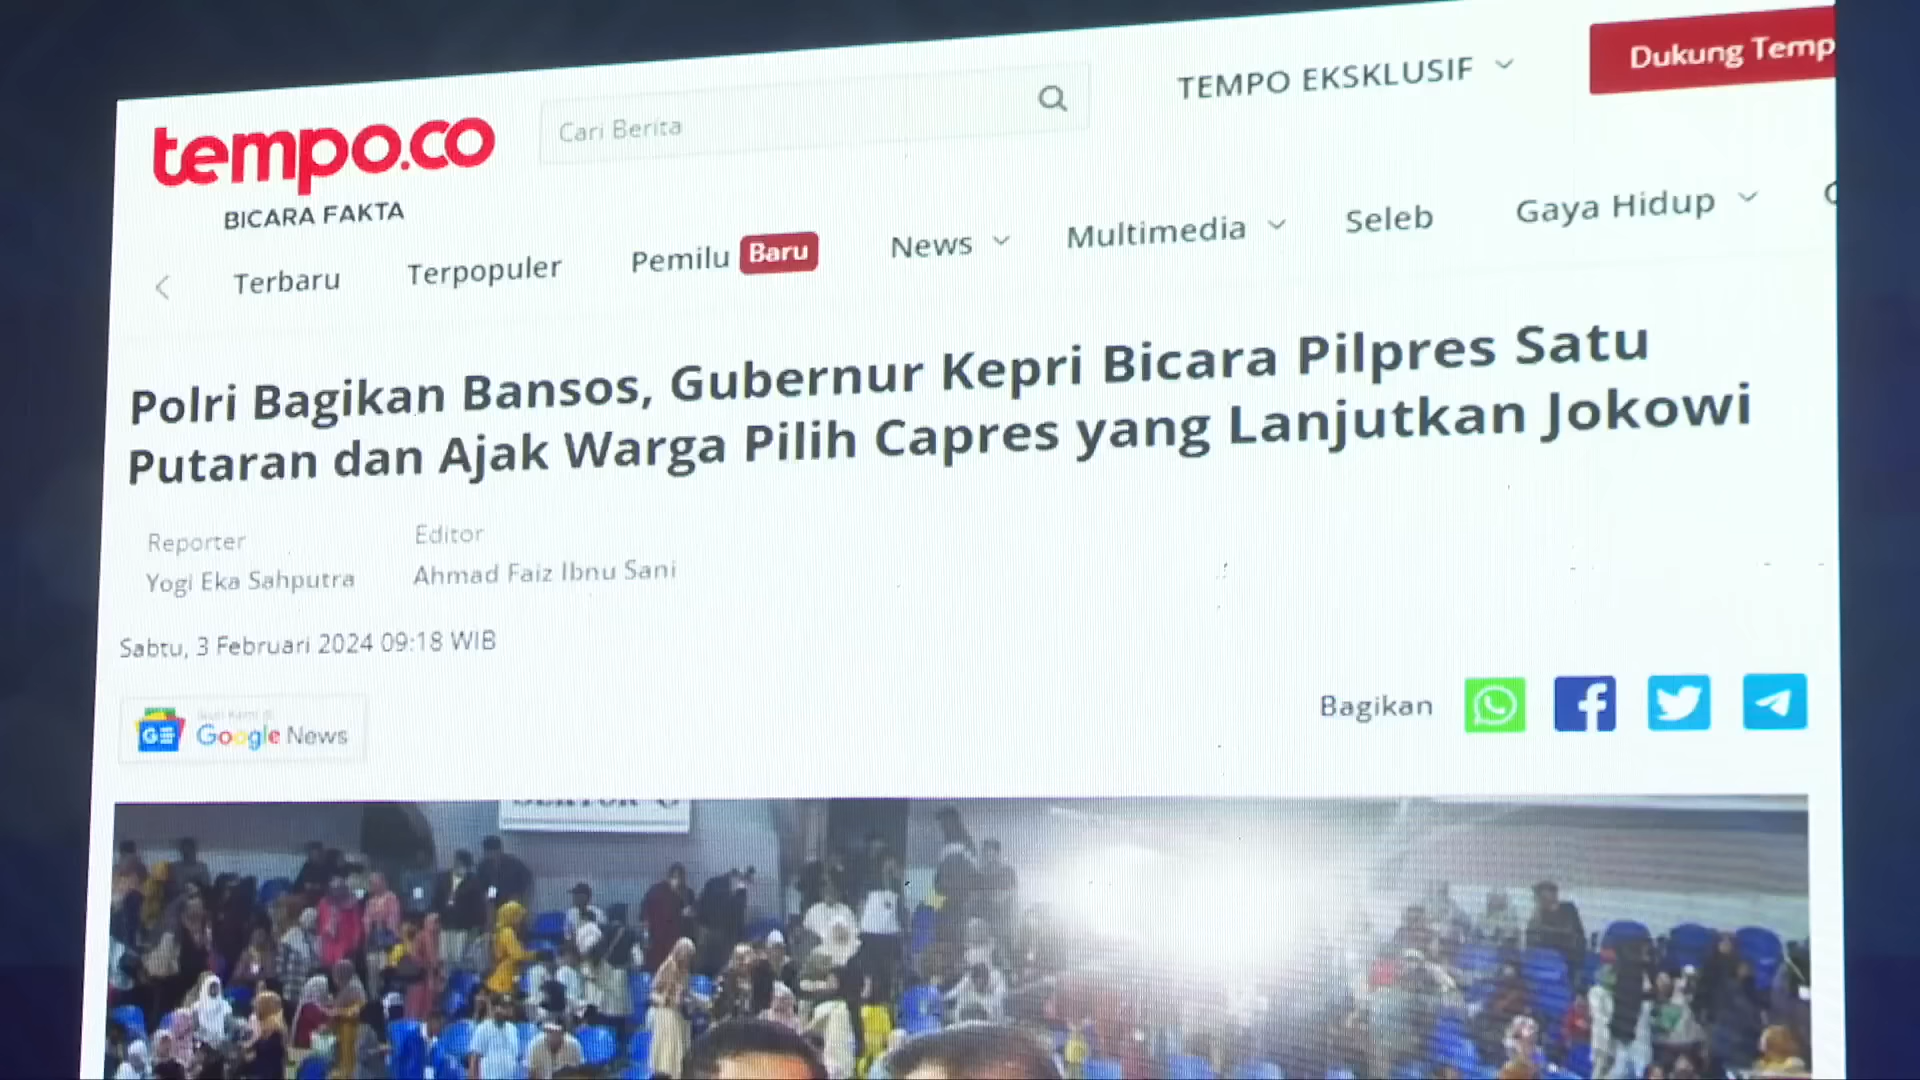 tempo.co
BICARA FAKTA
Cari Berita
TEMPO EKSKLUSIF
Dukung Temp
Terbaru
Terpopuler
Pemilu Baru
News
Multimedia
Seleb
Gaya Hidup
Polri Bagikan Bansos, Gubernur Kepri Bicara Pilpres Satu
Putaran dan Ajak Warga Pilih Capres yang Lanjutkan Jokowi
Reporter
Yogi Eka Sahputra
Editor
Ahmad Faiz Ibnu Sani
Sabtu, 3 Februari 2024 09:18 WIB
Google News
Bagikan